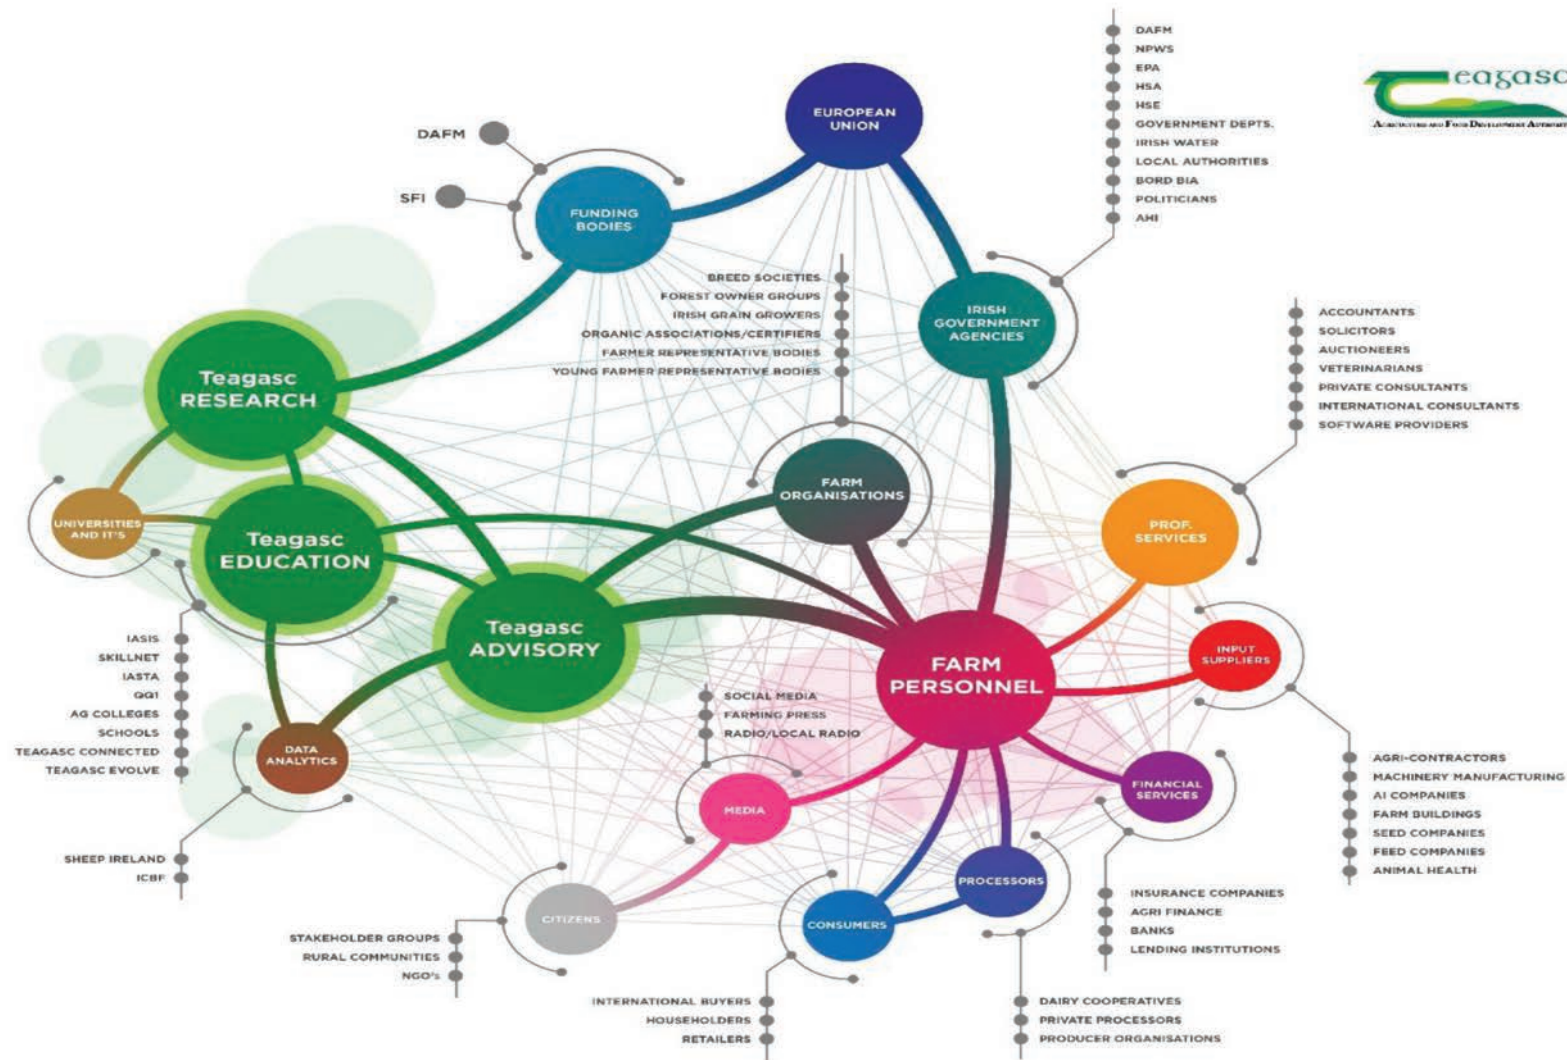 DAFM
NPWS
EPA
HSA
HSE
GOVERNMENT DEPTS.
IRISH WATER
LOCAL AUTHORITIES
BORD BIA
POLITICIANS
AHI
eagasc
AGRICULTURE AND FOOD DEVELOPMENT AUTHORITY
EUROPEAN
UNION
DAFM
SFI
FUNDING
BODIES
BREED SOCIETIES
FOREST OWNER GROUPS
IRISH GRAIN GROWERS
ORGANIC ASSOCIATIONS/CERTIFIERS
FARMER REPRESENTATIVE BODIES
YOUNG FARMER REPRESENTATIVE BODIES
IRISH
GOVERNMENT
AGENCIES
ACCOUNTANTS
SOLICITORS
AUCTIONEERS
VETERINARIANS
PRIVATE CONSULTANTS
INTERNATIONAL CONSULTANTS
SOFTWARE PROVIDERS
Teagasc
RESEARCH
FARM
ORGANISATIONS
PROF.
SERVICES
UNIVERSITIES
AND IT'S
Teagasc
EDUCATION
Teagasc
ADVISORY
FARM
PERSONNEL
INPUT
SUPPLIERS
IASIS
SKILLNET
IASTA
QQ1
AG COLLEGES
SCHOOLS
TEAGASC CONNECTED
TEAGASC EVOLVE
DATA
ANALYTICS
SOCIAL MEDIA
FARMING PRESS
RADIO/LOCAL RADIO
MEDIA
FINANCIAL
SERVICES
AGRI-CONTRACTORS
MACHINERY MANUFACTURING
AI COMPANIES
FARM BUILDINGS
SEED COMPANIES
FEED COMPANIES
ANIMAL HEALTH
SHEEP IRELAND
ICBF
CITIZENS
CONSUMERS
PROCESSORS
INSURANCE COMPANIES
AGRI FINANCE
BANKS
LENDING INSTITUTIONS
STAKEHOLDER GROUPS
RURAL COMMUNITIES
NGO's
INTERNATIONAL BUYERS
HOUSEHOLDERS
RETAILERS
DAIRY COOPERATIVES
PRIVATE PROCESSORS
PRODUCER ORGANISATIONS